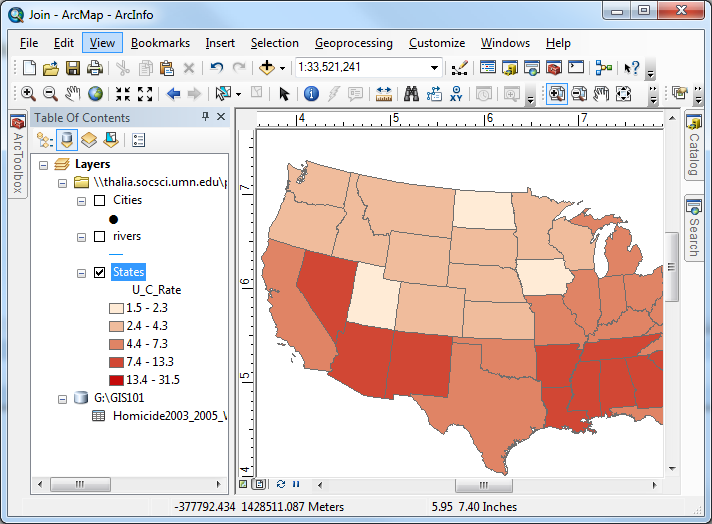 Join - ArcMap - ArcInfo
File Edit View Bookmarks Insert Selection Geoprocessing Customize Windows Help
1:33,521,241
XY
Table Of Contents
ArcToolbox
Layers
\\thalia.socsci.umn.edu\
Cities
rivers
States
U_C_Rate
1.5 - 2.3
2.4 - 4.3
4.4 - 7.3
7.4 - 13.3
13.4 - 31.5
G:\GIS101
Homicide2003_2005_
4 5 6 7
7
6
5
4
Catalog
Search
-377792.434 1428511.087 Meters
5.95 7.40 Inches